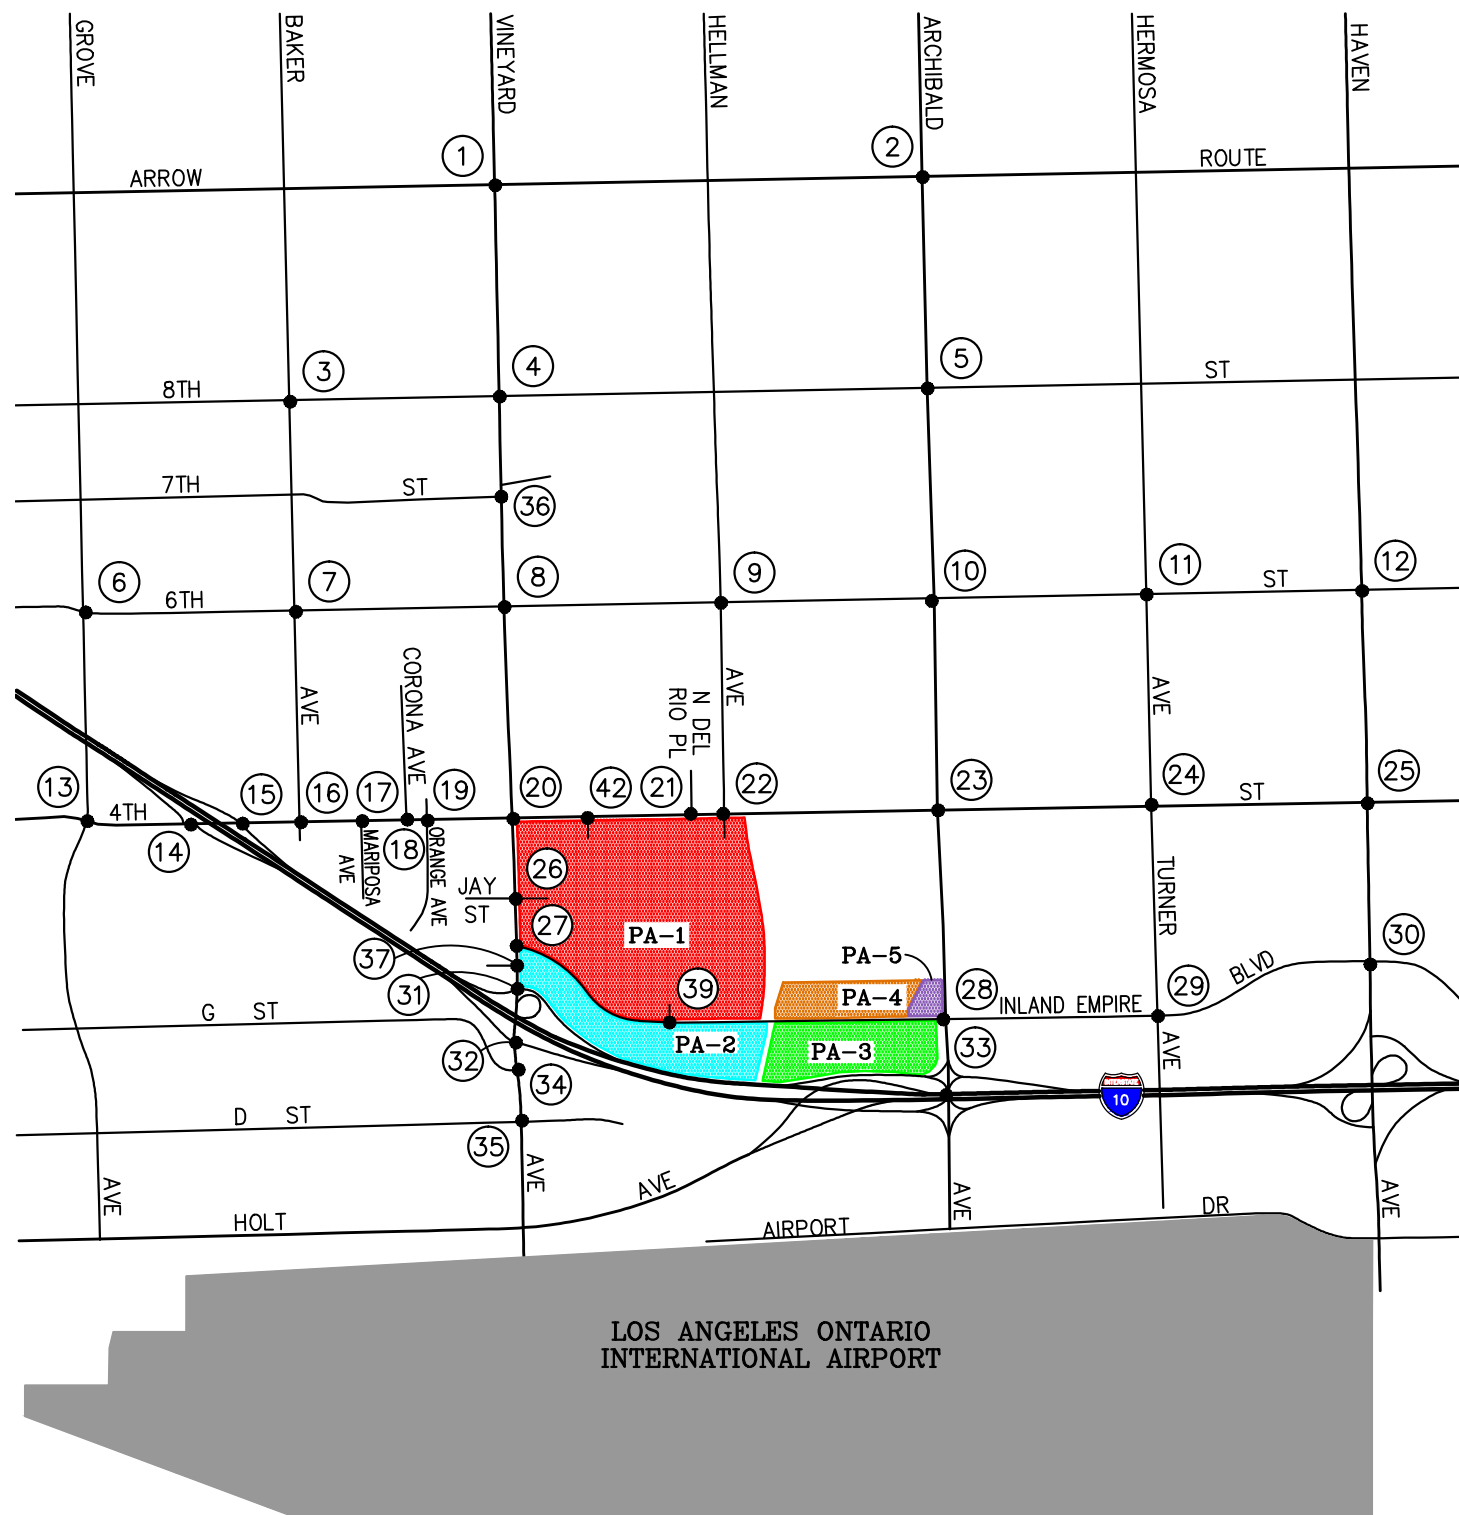 GROVE
BAKER
VINEYARD
HELLMAN
ARCHIBALD
HERMOSA
HAVEN
1
2
ARROW
ROUTE
3
4
5
8TH
ST
7TH
ST
36
6
7
8
9
10
11
12
6TH
ST
CORONA AVE
AVE
N DEL
RIO PL
AVE
AVE
13
4TH
14
15
16
17
18
19
20
42
21
22
23
24
25
ST
MARIPOSA
AVE
ORANGE AVE
JAY
ST
26
27
TURNER
PA-1
37
31
39
PA-5
PA-4
28
INLAND EMPIRE
29
BLVD
30
G ST
32
PA-2
PA-3
33
34
AVE
INTERSTATE
10
D ST
35
AVE
AVE
AVE
AVE
AVE
HOLT
AIRPORT
DR
LOS ANGELES ONTARIO
INTERNATIONAL AIRPORT